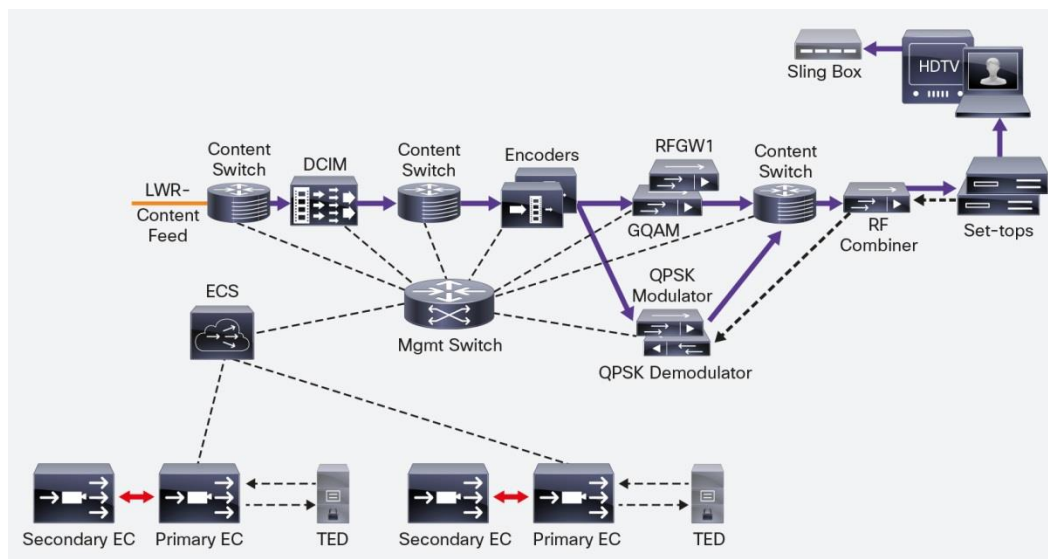 HDTV
Sling Box
Content
Switch
DCIM
Content
Switch
Encoders
RFGW1
Content
Switch
LWR-
Content
Feed
GQAM
RF
Combiner
Set-tops
QPSK
Modulator
ECS
Mgmt Switch
QPSK Demodulator
Secondary EC
Primary EC
TED
Secondary EC
Primary EC
TED